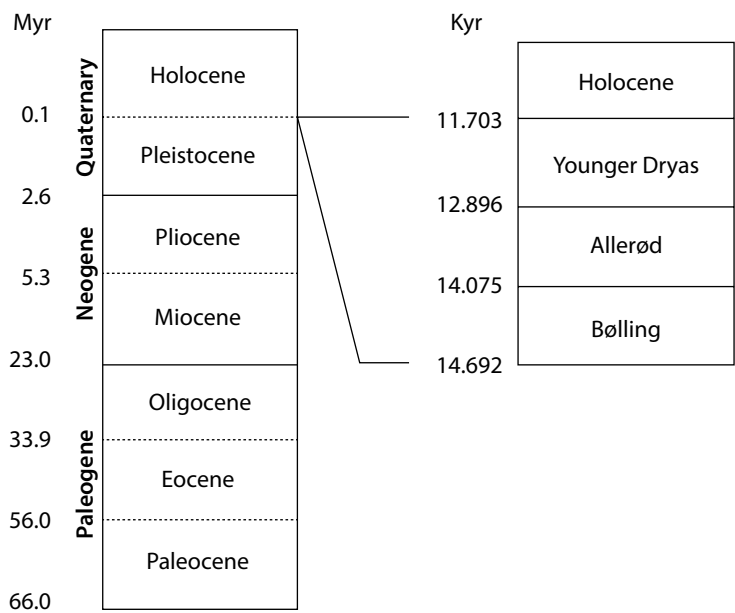 Myr
Quaternary
Holocene
0.1
Pleistocene
2.6
Neogene
Pliocene
5.3
Miocene
23.0
Paleogene
Oligocene
33.9
Eocene
56.0
Paleocene
66.0
Kyr
Holocene
11.703
Younger Dryas
12.896
Allerød
14.075
Bølling
14.692